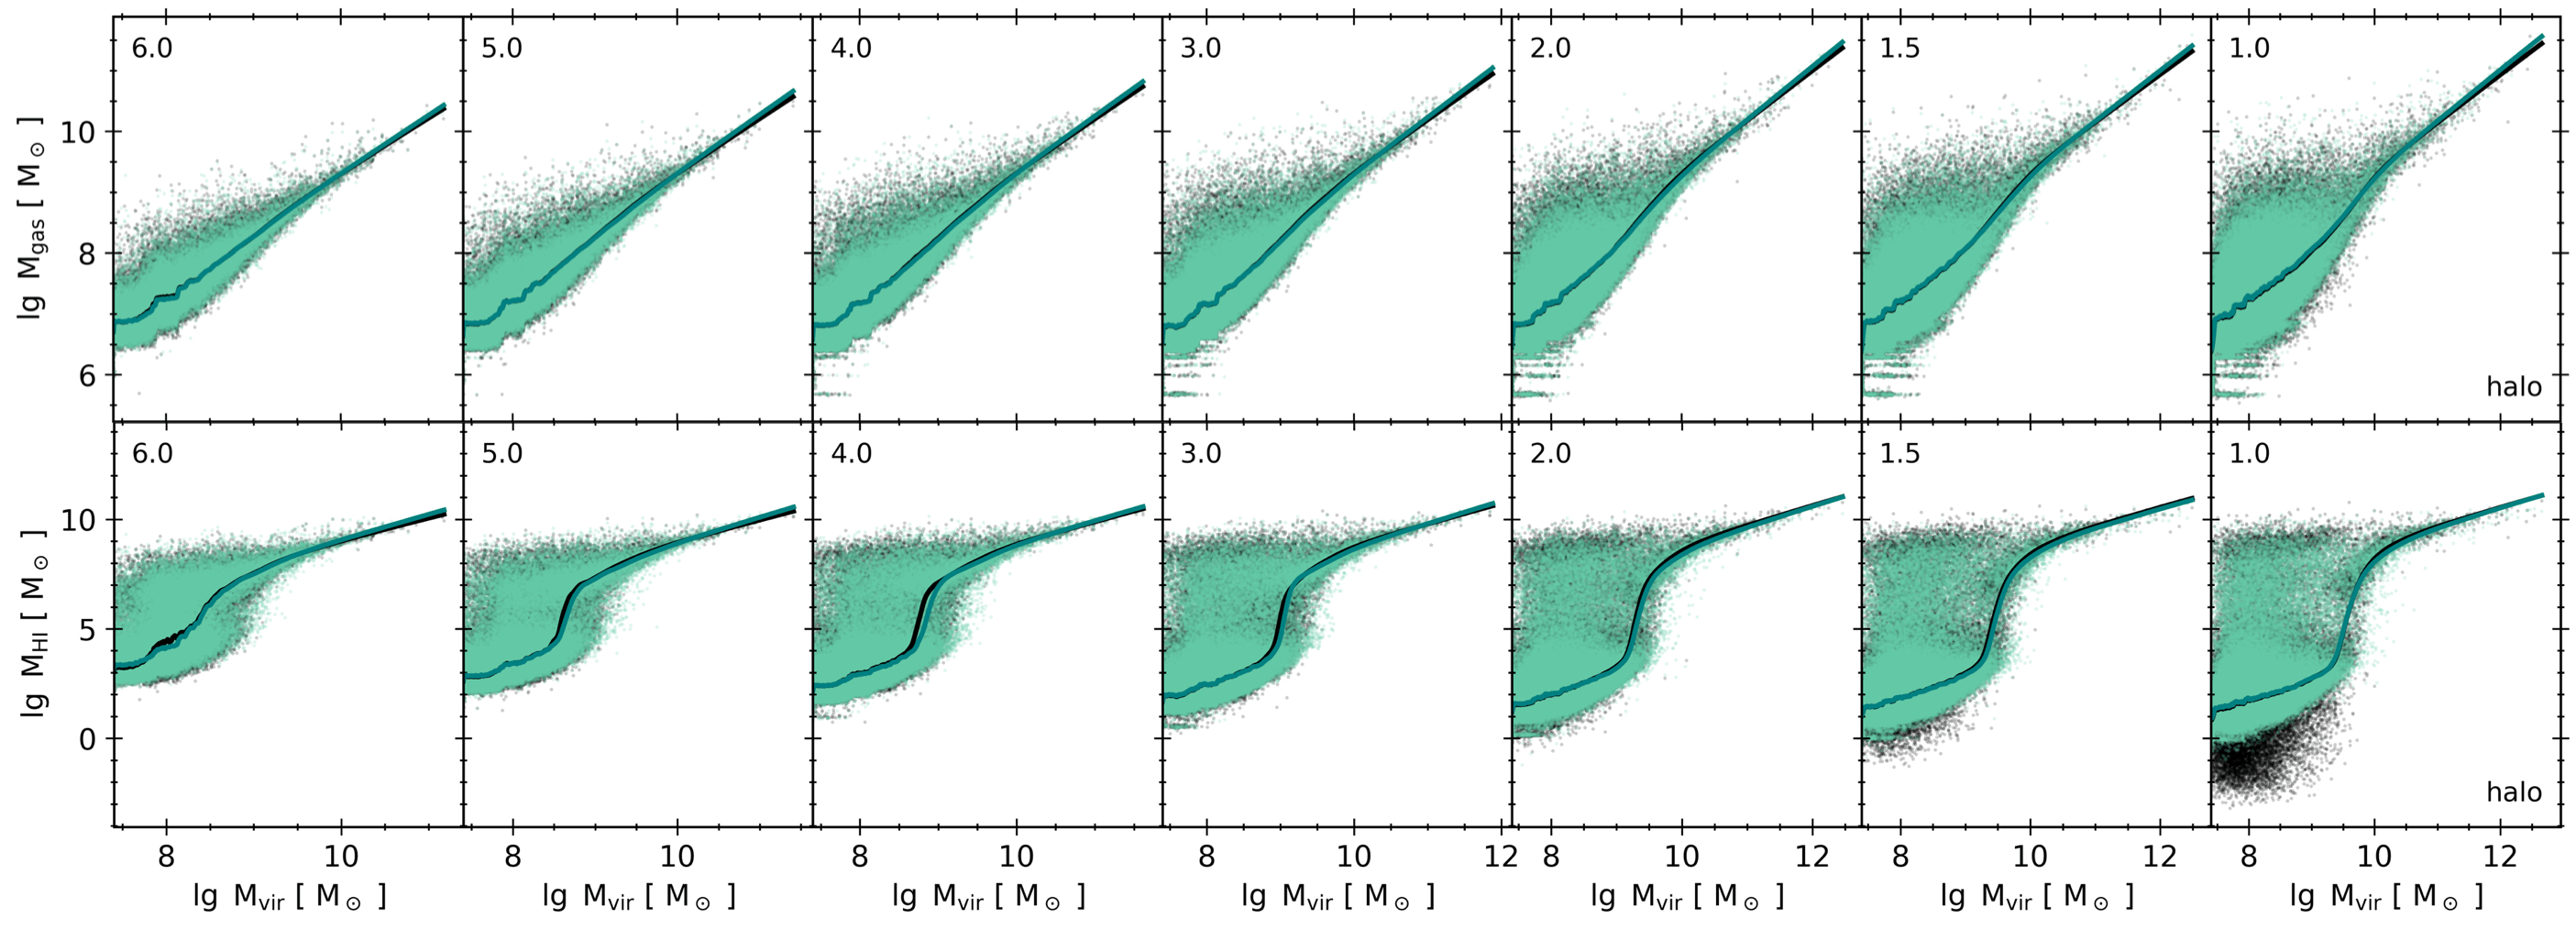 6.0 5.0 4.0 3.0 2.0 1.5 1.0
10
8
6
lg M_gas [ M_⊙ ]
halo
6.0 5.0 4.0 3.0 2.0 1.5 1.0
10
5
0
lg M_HI [ M_⊙ ]
halo
8 10 8 10 8 10 8 10 12 8 10 12 8 10 12 8 10 12
lg M_vir [ M_⊙ ] lg M_vir [ M_⊙ ] lg M_vir [ M_⊙ ] lg M_vir [ M_⊙ ] lg M_vir [ M_⊙ ] lg M_vir [ M_⊙ ] lg M_vir [ M_⊙ ]